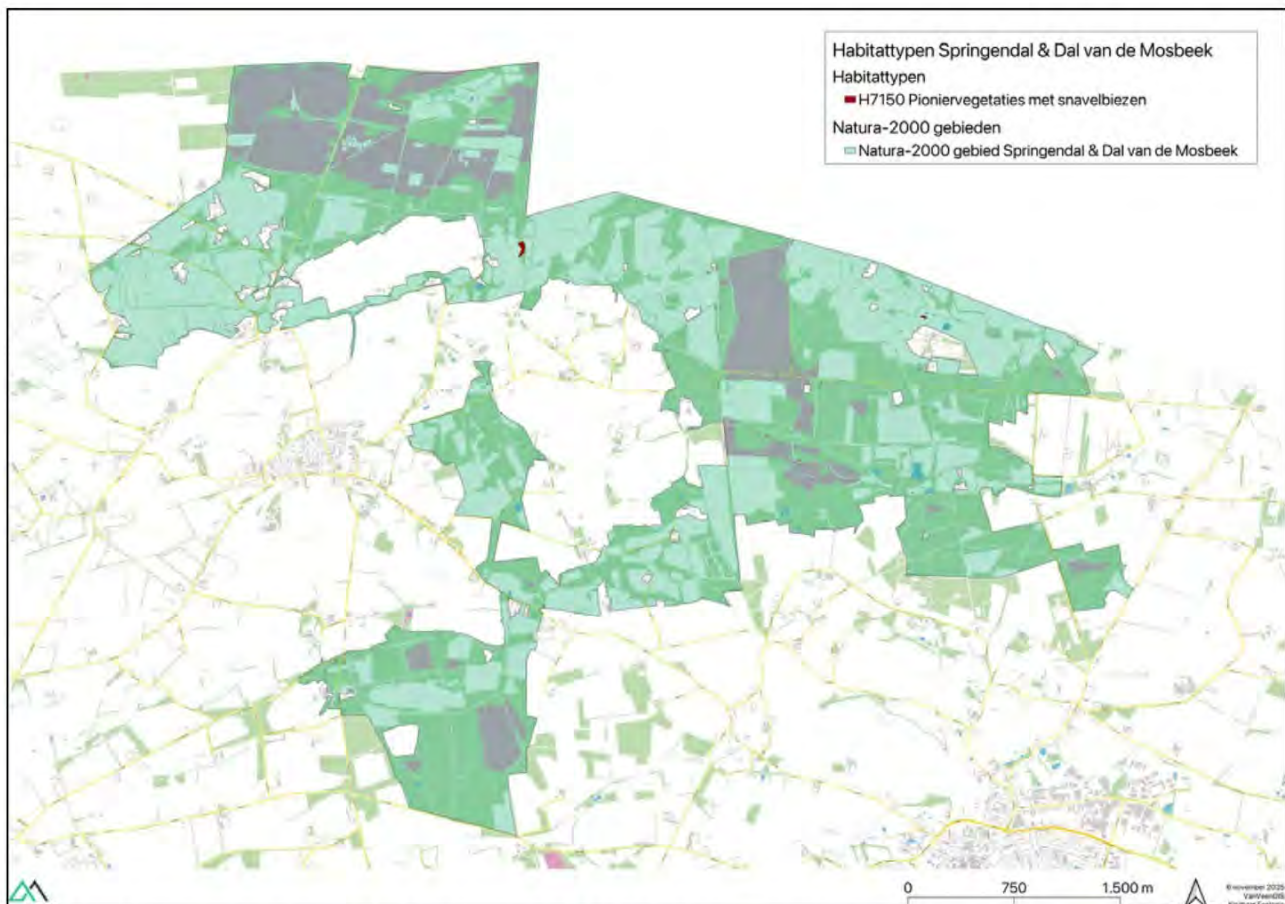 Habitattypen Springendal & Dal van de Mosbeek
Habitattypen
H7150 Pioniervegetaties met snavelbiezen
Natura-2000 gebieden
Natura-2000 gebied Springendal & Dal van de Mosbeek
0 750 1.500 m
6 november 2025
VanVeenGIS